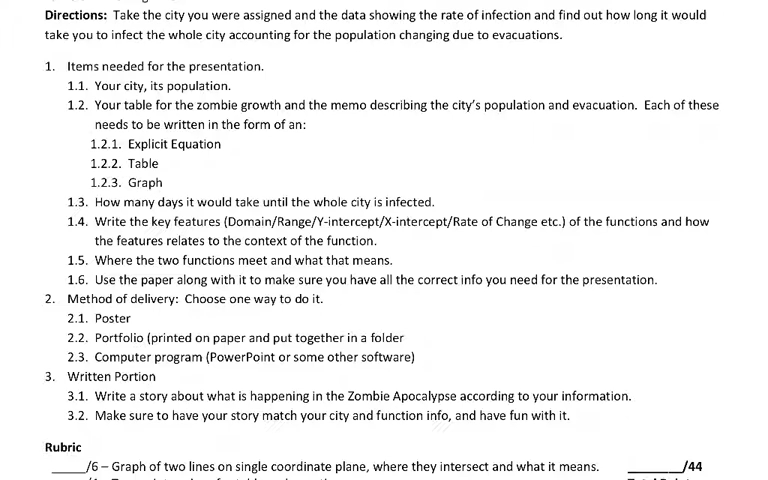 Directions: Take the city you were assigned and the data showing the rate of infection and find out how long it would
take you to infect the whole city accounting for the population changing due to evacuations.
1. Items needed for the presentation.
1.1. Your city, its population.
1.2. Your table for the zombie growth and the memo describing the city's population and evacuation. Each of these
needs to be written in the form of an:
1.2.1. Explicit Equation
1.2.2. Table
1.2.3. Graph
1.3. How many days it would take until the whole city is infected.
1.4. Write the key features (Domain/Range/Y-intercept/X-intercept/Rate of Change etc.) of the functions and how
the features relates to the context of the function.
1.5. Where the two functions meet and what that means.
1.6. Use the paper along with it to make sure you have all the correct info you need for the presentation.
2. Method of delivery: Choose one way to do it.
2.1. Poster
2.2. Portfolio (printed on paper and put together in a folder
2.3. Computer program (PowerPoint or some other software)
3. Written Portion
3.1. Write a story about what is happening in the Zombie Apocalypse according to your information.
3.2. Make sure to have your story match your city and function info, and have fun with it.
Rubric
_____/6 – Graph of two lines on single coordinate plane, where they intersect and what it means. ________/44